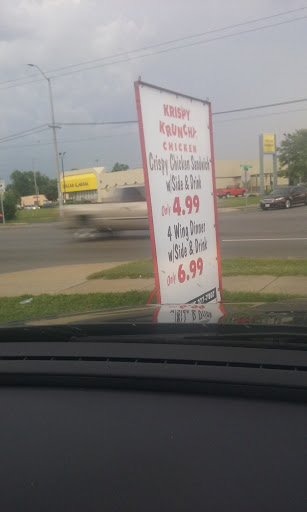 KRISPY
KRUNCHY
CHICKEN
Crispy Chicken Sandwich
w/Side & Drink
Only 4.99
4 Wing Dinner
w/Side & Drink
Only 6.99